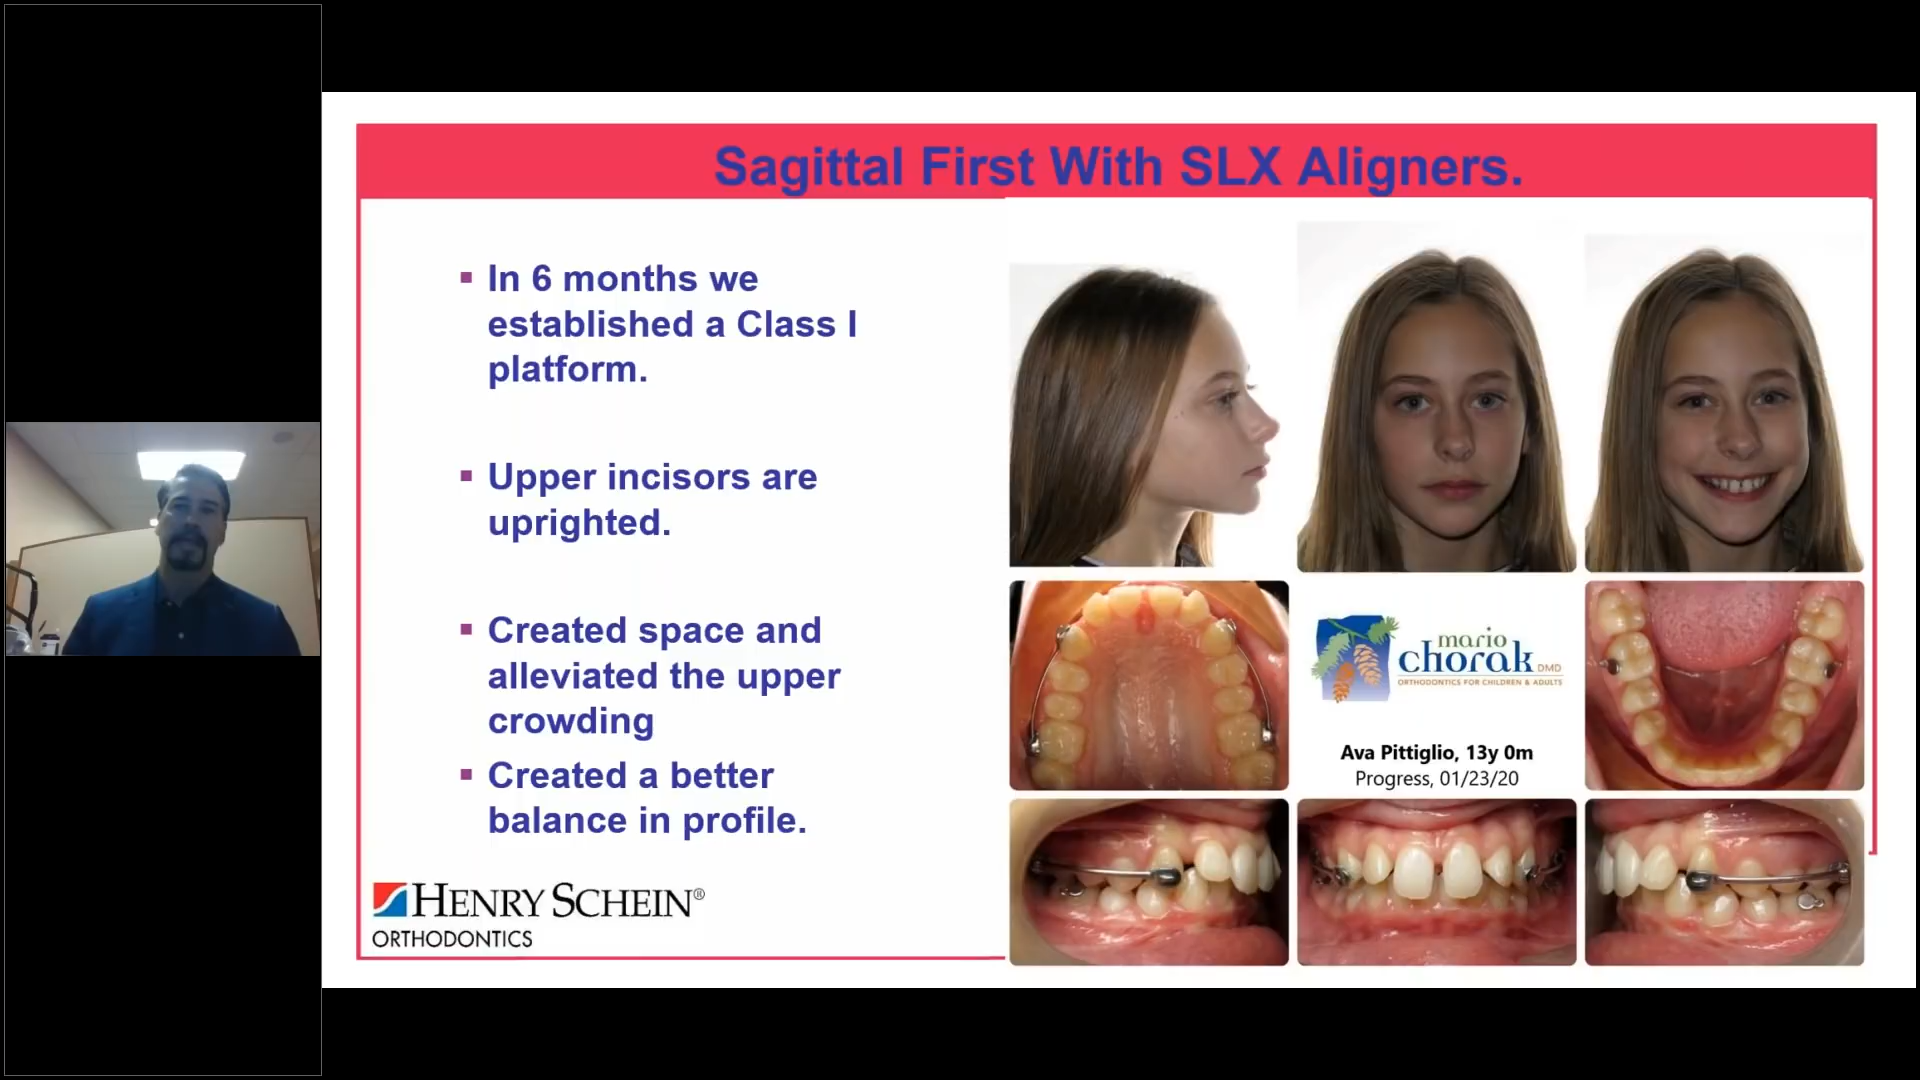 Sagittal First With SLX Aligners.
▪ In 6 months we
established a Class I
platform.
▪ Upper incisors are
uprighted.
▪ Created space and
alleviated the upper
crowding
▪ Created a better
balance in profile.
HENRY SCHEIN®
ORTHODONTICS
mario
chorak DMD
ORTHODONTICS FOR CHILDREN & ADULTS
Ava Pittiglio, 13y 0m
Progress, 01/23/20